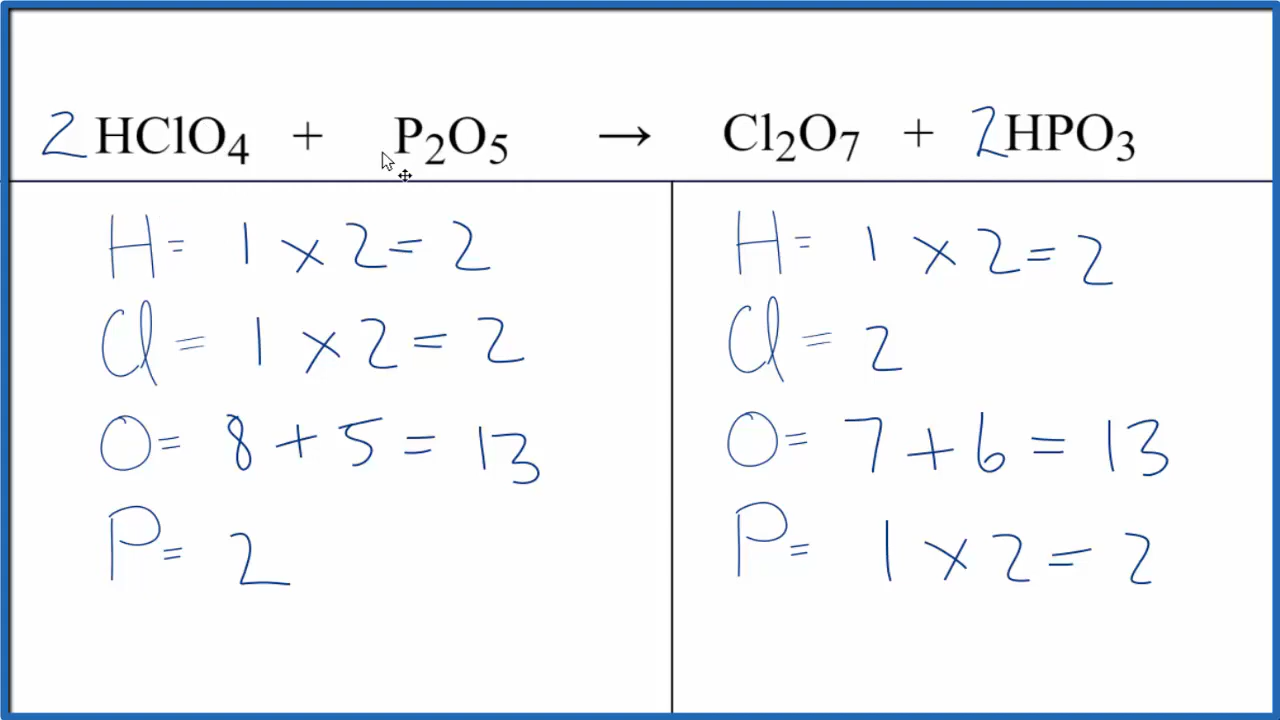 2 HClO₄ + P₂O₅ → Cl₂O₇ + 2HPO₃
H = 1 × 2 = 2
Cl = 1 × 2 = 2
O = 8 + 5 = 13
P = 2
H = 1 × 2 = 2
Cl = 2
O = 7 + 6 = 13
P = 1 × 2 = 2